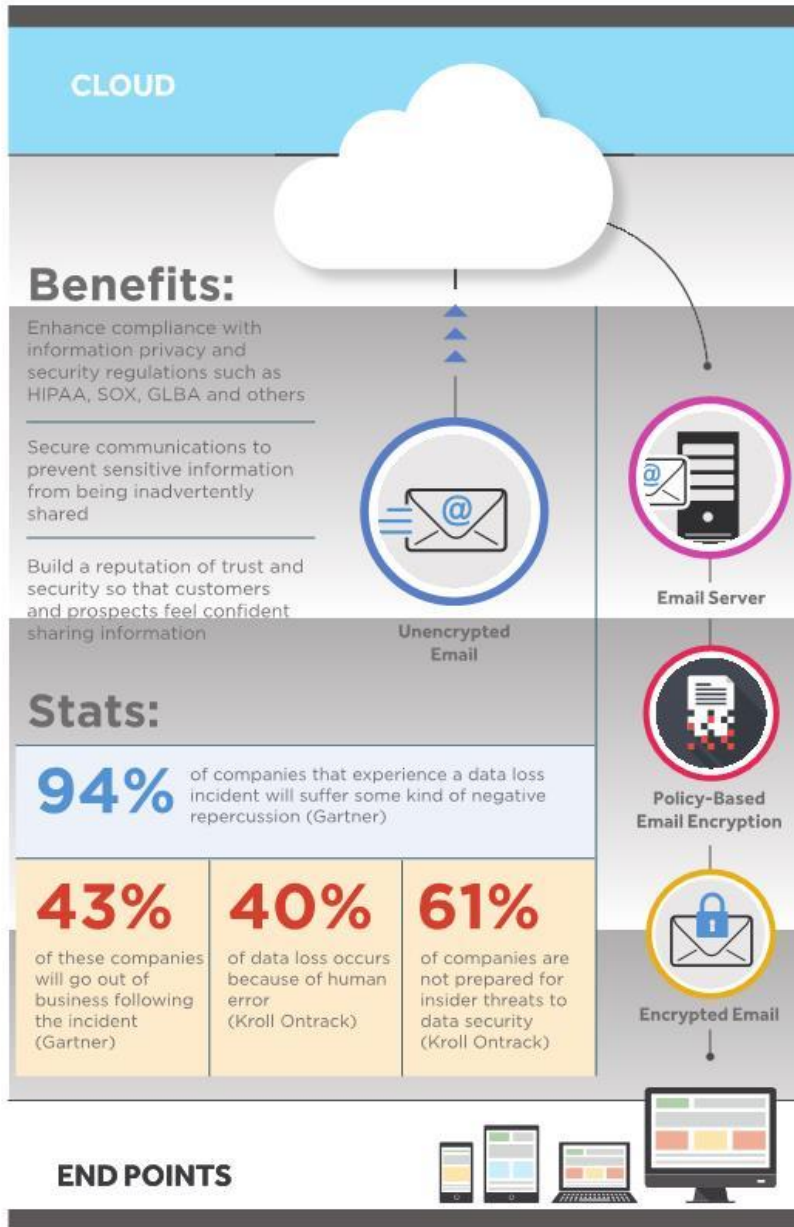 CLOUD
Benefits:
Enhance compliance with
information privacy and
security regulations such as
HIPAA, SOX, GLBA and others
Secure communications to
prevent sensitive information
from being inadvertently
shared
Build a reputation of trust and
security so that customers
and prospects feel confident
sharing information
@
Unencrypted
Email
@
Email Server
Policy-Based
Email Encryption
Encrypted Email
Stats:
94%
of companies that experience a data loss
incident will suffer some kind of negative
repercussion (Gartner)
43%
of these companies
will go out of
business following
the incident
(Gartner)
40%
of data loss occurs
because of human
error
(Kroll Ontrack)
61%
of companies are
not prepared for
insider threats to
data security
(Kroll Ontrack)
END POINTS